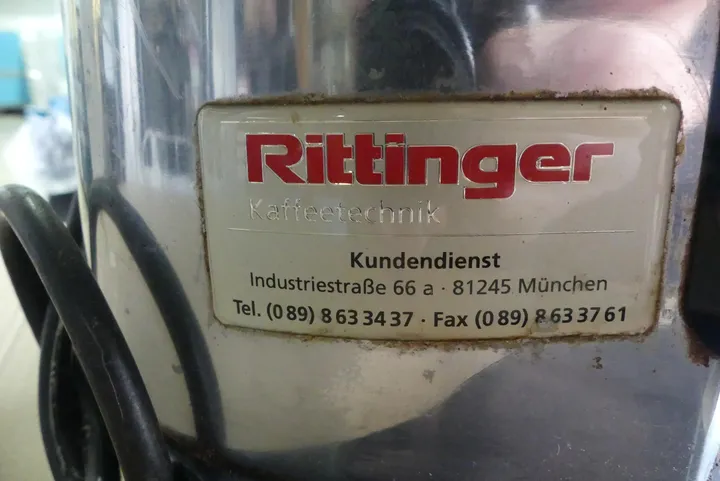 Rittinger
Kaffeetechnik
Kundendienst
Industriestraße 66 a · 81245 München
Tel. (0 89) 8 63 34 37 · Fax (0 89) 8 63 37 61